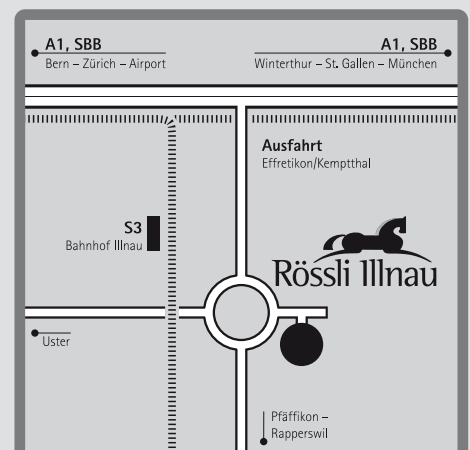 A1, SBB
Bern – Zürich – Airport
A1, SBB
Winterthur – St. Gallen – München
Ausfahrt
Effretikon/Kemptthal
S3
Bahnhof Illnau
Rössli Illnau
Uster
Pfäffikon –
Rapperswil